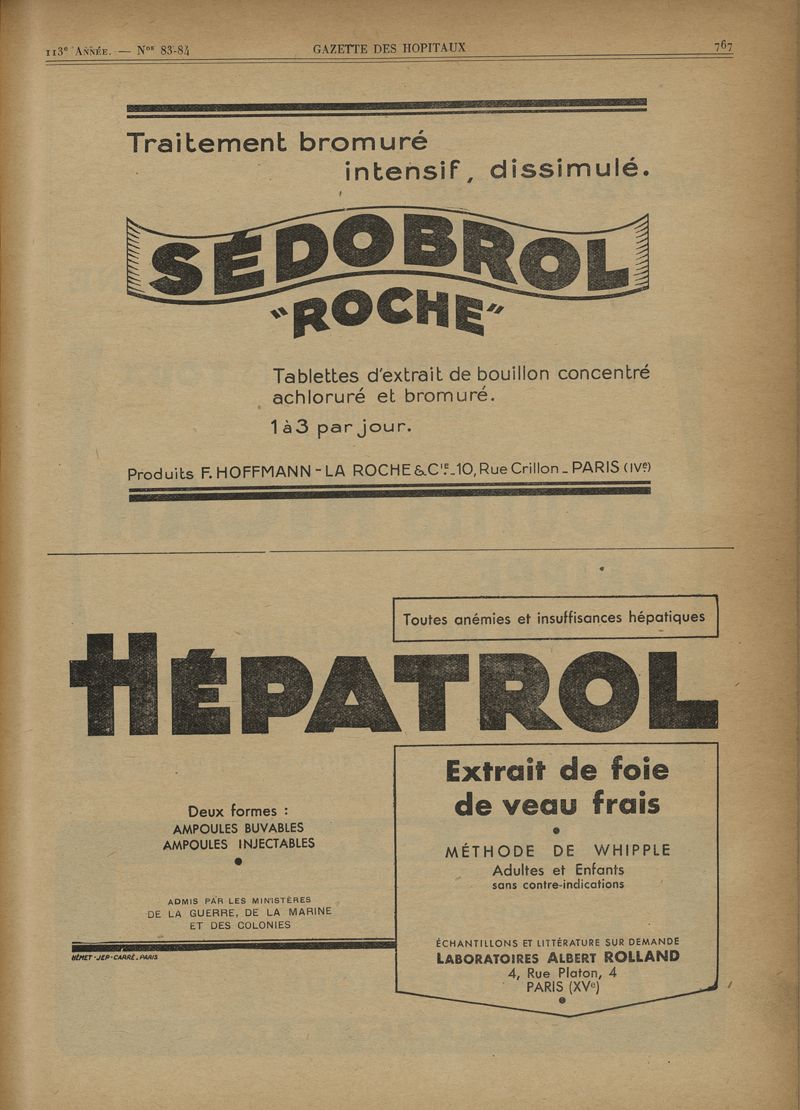 113e ANNÉE. — Nos 83-84
GAZETTE DES HOPITAUX
767
Traitement bromuré
intensif, dissimulé.
SÉDOBROL
"ROCHE"
Tablettes d'extrait de bouillon concentré
achloruré et bromuré.
1 à 3 par jour.
Produits F. HOFFMANN - LA ROCHE & CIE. - 10, Rue Crillon - PARIS (IVe)
Toutes anémies et insuffisances hépatiques
HÉPATROL
Deux formes :
AMPOULES BUVABLES
AMPOULES INJECTABLES
ADMIS PAR LES MINISTÈRES
DE LA GUERRE, DE LA MARINE
ET DES COLONIES
HÉMET-JEP-CARRÉ. PARIS
Extrait de foie
de veau frais
MÉTHODE DE WHIPPLE
Adultes et Enfants
sans contre-indications
ÉCHANTILLONS ET LITTÉRATURE SUR DEMANDE
LABORATOIRES ALBERT ROLLAND
4, Rue Platon, 4
PARIS (XVe)